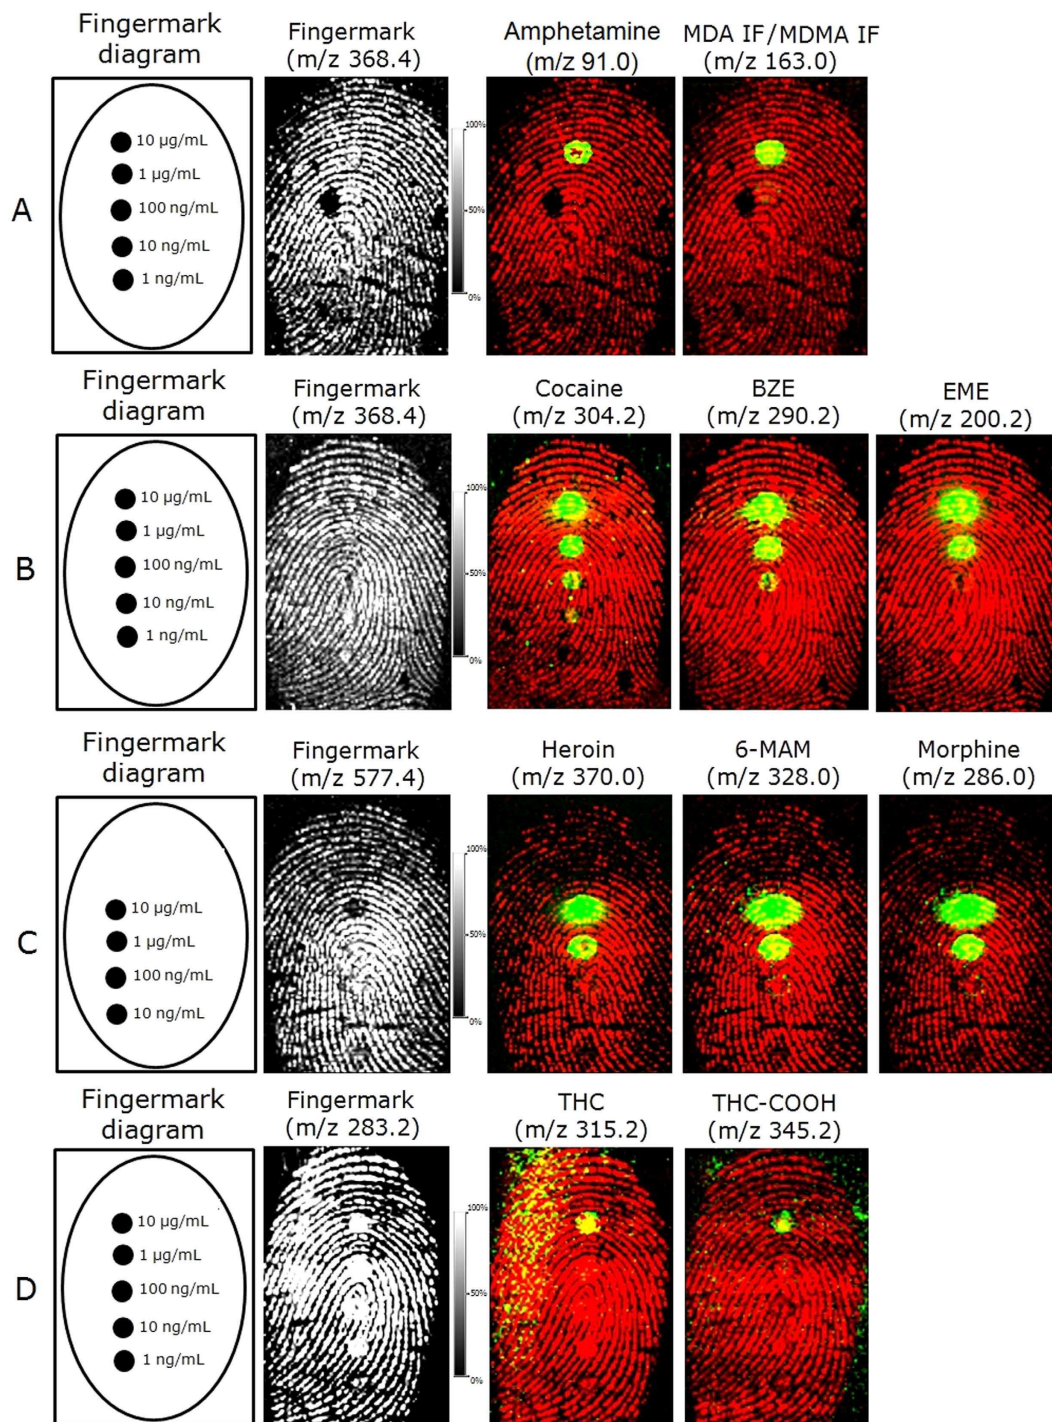 Fingermark
diagram
Fingermark
(m/z 368.4)
Amphetamine
(m/z 91.0)
MDA IF/MDMA IF
(m/z 163.0)
A
10 µg/mL
1 µg/mL
100 ng/mL
10 ng/mL
1 ng/mL
100%
50%
0%
Fingermark
diagram
Fingermark
(m/z 368.4)
Cocaine
(m/z 304.2)
BZE
(m/z 290.2)
EME
(m/z 200.2)
B
10 µg/mL
1 µg/mL
100 ng/mL
10 ng/mL
1 ng/mL
100%
50%
0%
Fingermark
diagram
Fingermark
(m/z 577.4)
Heroin
(m/z 370.0)
6-MAM
(m/z 328.0)
Morphine
(m/z 286.0)
C
10 µg/mL
1 µg/mL
100 ng/mL
10 ng/mL
100%
50%
0%
Fingermark
diagram
Fingermark
(m/z 283.2)
THC
(m/z 315.2)
THC-COOH
(m/z 345.2)
D
10 µg/mL
1 µg/mL
100 ng/mL
10 ng/mL
1 ng/mL
100%
50%
0%